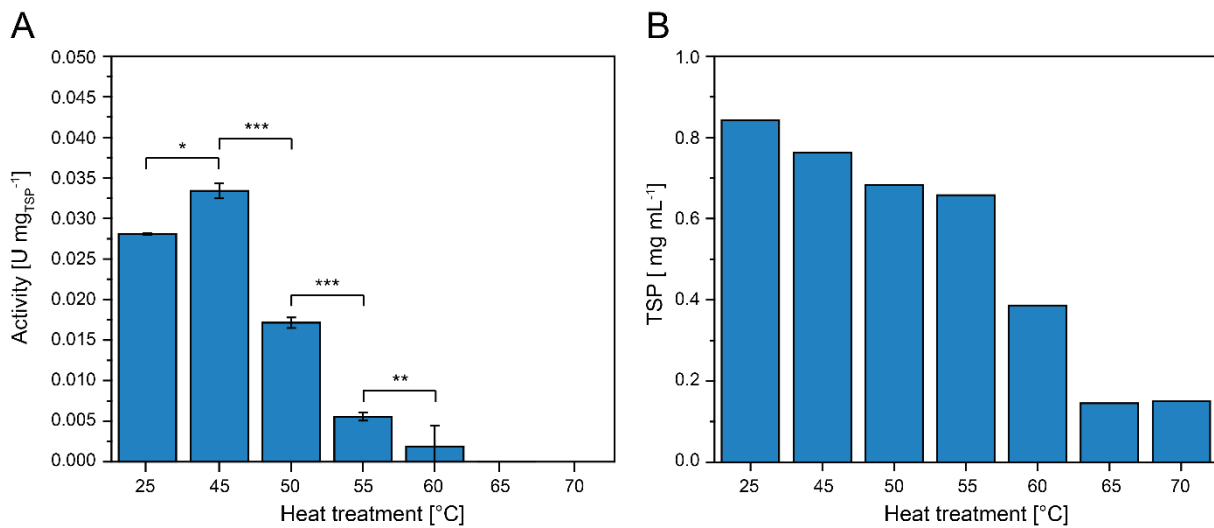 A
0.050
0.045
0.040
0.035
0.030
0.025
0.020
0.015
0.010
0.005
0.000
Activity [U mgTSP-1]
*
***
***
**
25 45 50 55 60 65 70
Heat treatment [°C]
B
1.0
0.8
0.6
0.4
0.2
0.0
TSP [ mg mL-1]
25 45 50 55 60 65 70
Heat treatment [°C]